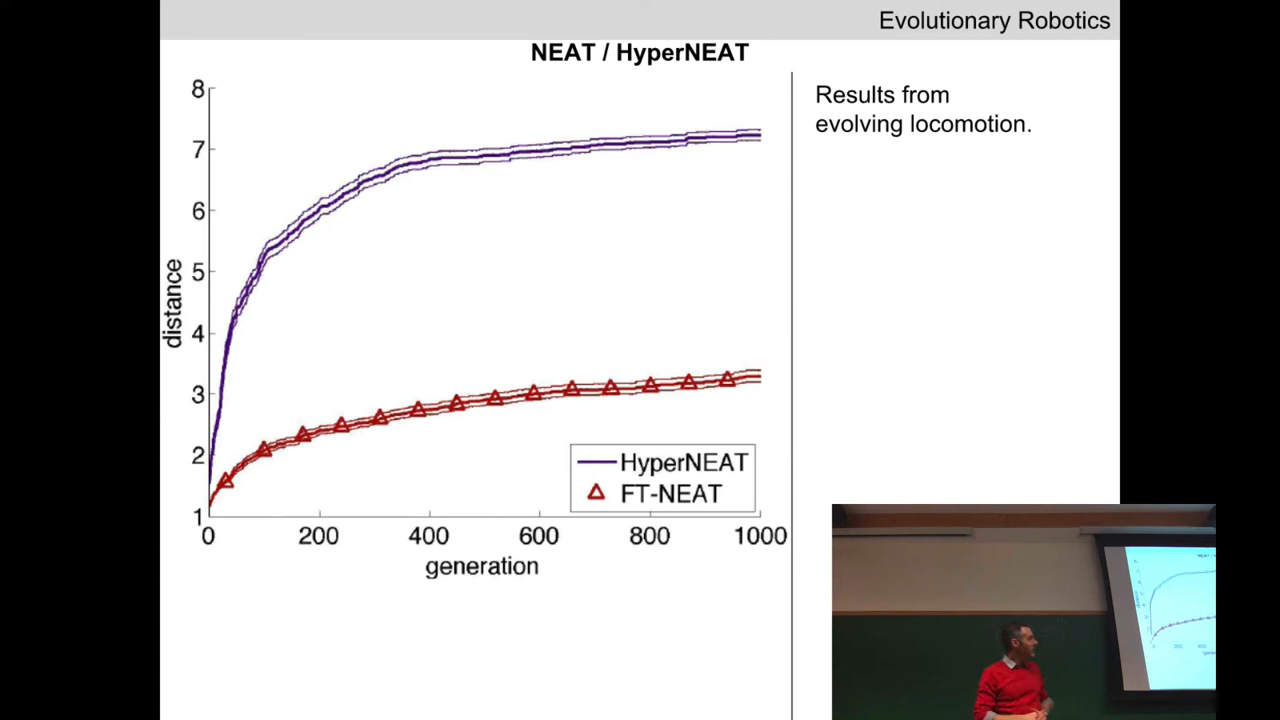 Evolutionary Robotics
NEAT / HyperNEAT
Results from
evolving locomotion.
8
7
6
5
4
3
2
1
distance
0 200 400 600 800 1000
generation
HyperNEAT
FT-NEAT